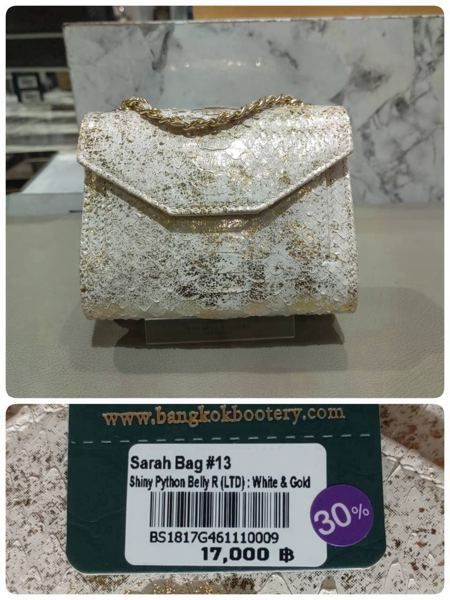 www.bangkokbootery.com
Sarah Bag #13
Shiny Python Belly R (LTD) : White & Gold
BS1817G461110009
17,000 ฿
30%